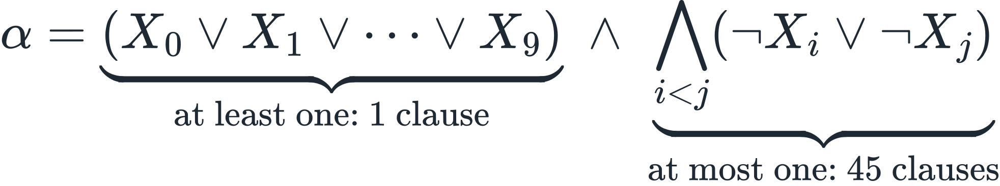 α = (X₀ ∨ X₁ ∨ ⋯ ∨ X₉) ∧ ⋀ (¬Xᵢ ∨ ¬Xⱼ)
i<j
at least one: 1 clause
at most one: 45 clauses